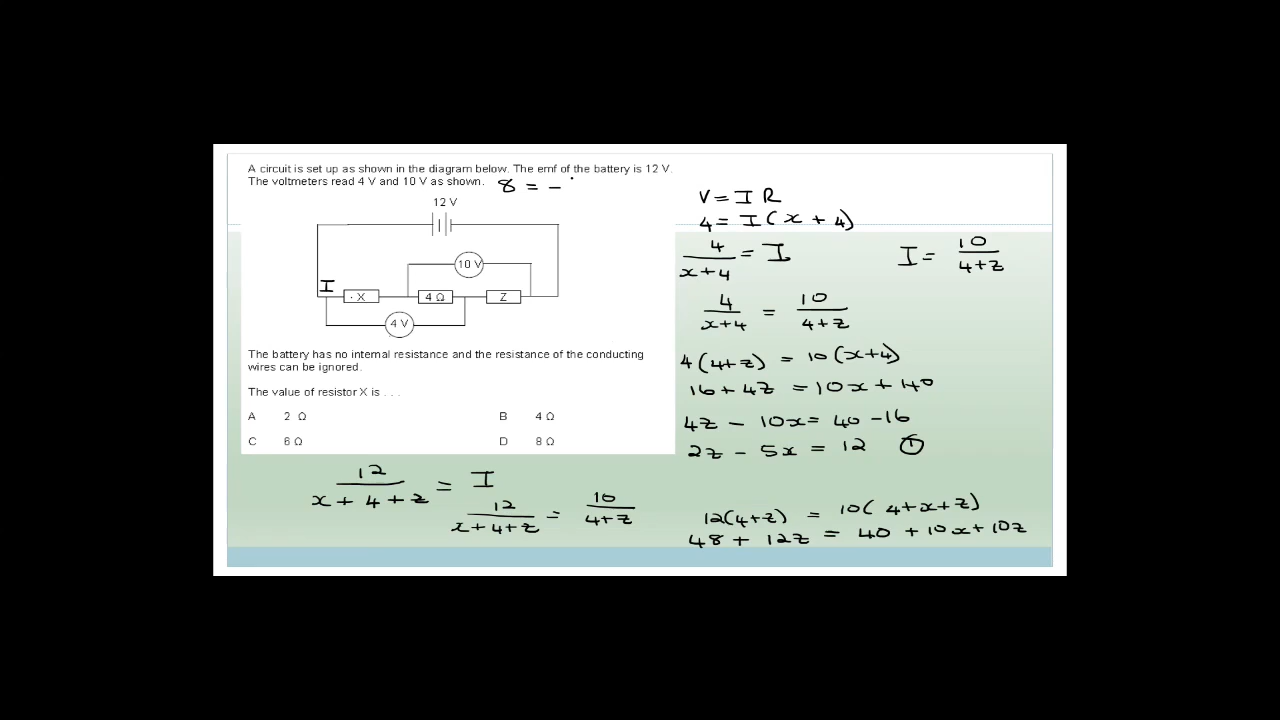 A circuit is set up as shown in the diagram below. The emf of the battery is 12 V.
The voltmeters read 4 V and 10 V as shown.
8 = -
12 V
10 V
I
X
4 Ω
Z
4 V
The battery has no internal resistance and the resistance of the conducting
wires can be ignored.
The value of resistor X is . . .
A 2 Ω
B 4 Ω
C 6 Ω
D 8 Ω
12/(x + 4 + z) = I
12/(x + 4 + z) = 10/(4+z)
V = I R
4 = I (x + 4)
4/(x+4) = I
I = 10/(4+z)
4/(x+4) = 10/(4+z)
4(4+z) = 10(x+4)
16 + 4z = 10x + 140
4z - 10x = 40 - 16
2z - 5x = 12 ①
12(4+z) = 10(4+x+z)
48 + 12z = 40 + 10x + 10z